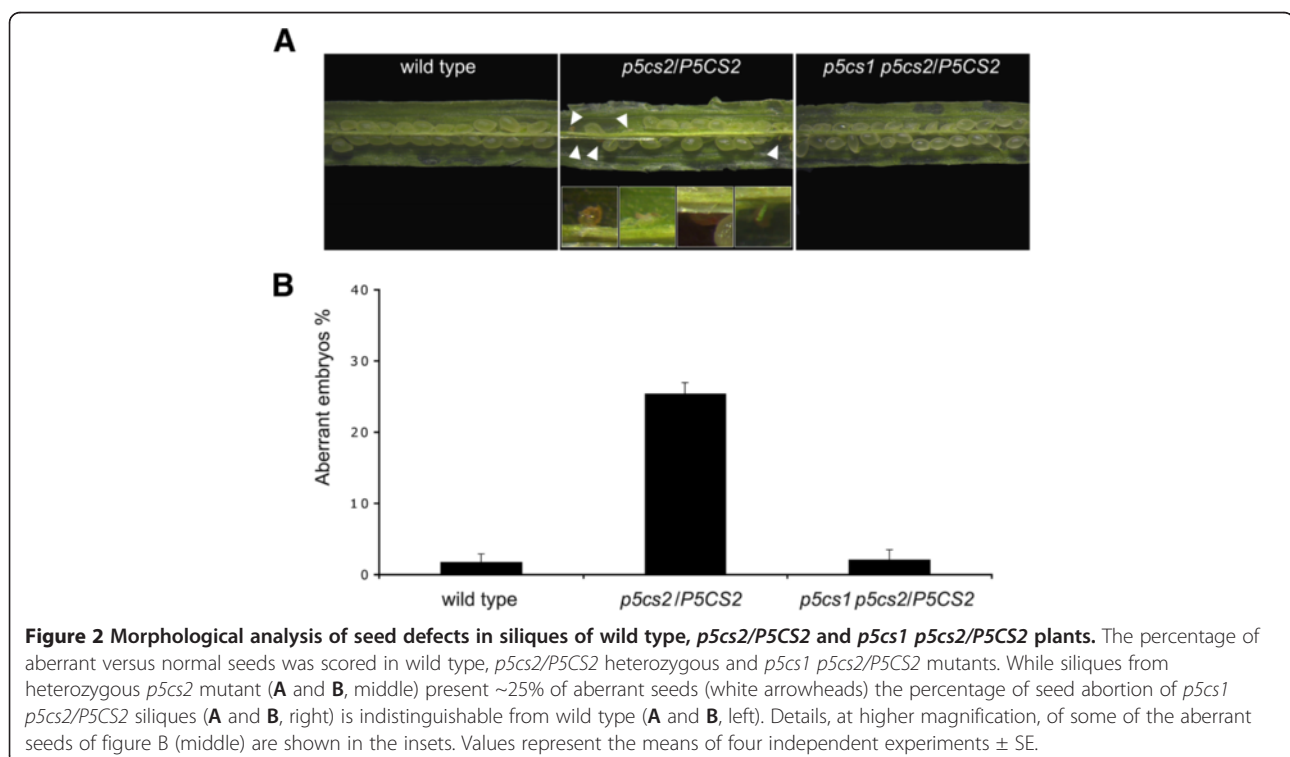 A
wild type
p5cs2/P5CS2
p5cs1 p5cs2/P5CS2
B
Aberrant embryos %
40
30
20
10
0
wild type
p5cs2/P5CS2
p5cs1 p5cs2/P5CS2
Figure 2 Morphological analysis of seed defects in siliques of wild type, p5cs2/P5CS2 and p5cs1 p5cs2/P5CS2 plants. The percentage of
aberrant versus normal seeds was scored in wild type, p5cs2/P5CS2 heterozygous and p5cs1 p5cs2/P5CS2 mutants. While siliques from
heterozygous p5cs2 mutant (A and B, middle) present ~25% of aberrant seeds (white arrowheads) the percentage of seed abortion of p5cs1
p5cs2/P5CS2 siliques (A and B, right) is indistinguishable from wild type (A and B, left). Details, at higher magnification, of some of the aberrant
seeds of figure B (middle) are shown in the insets. Values represent the means of four independent experiments ± SE.